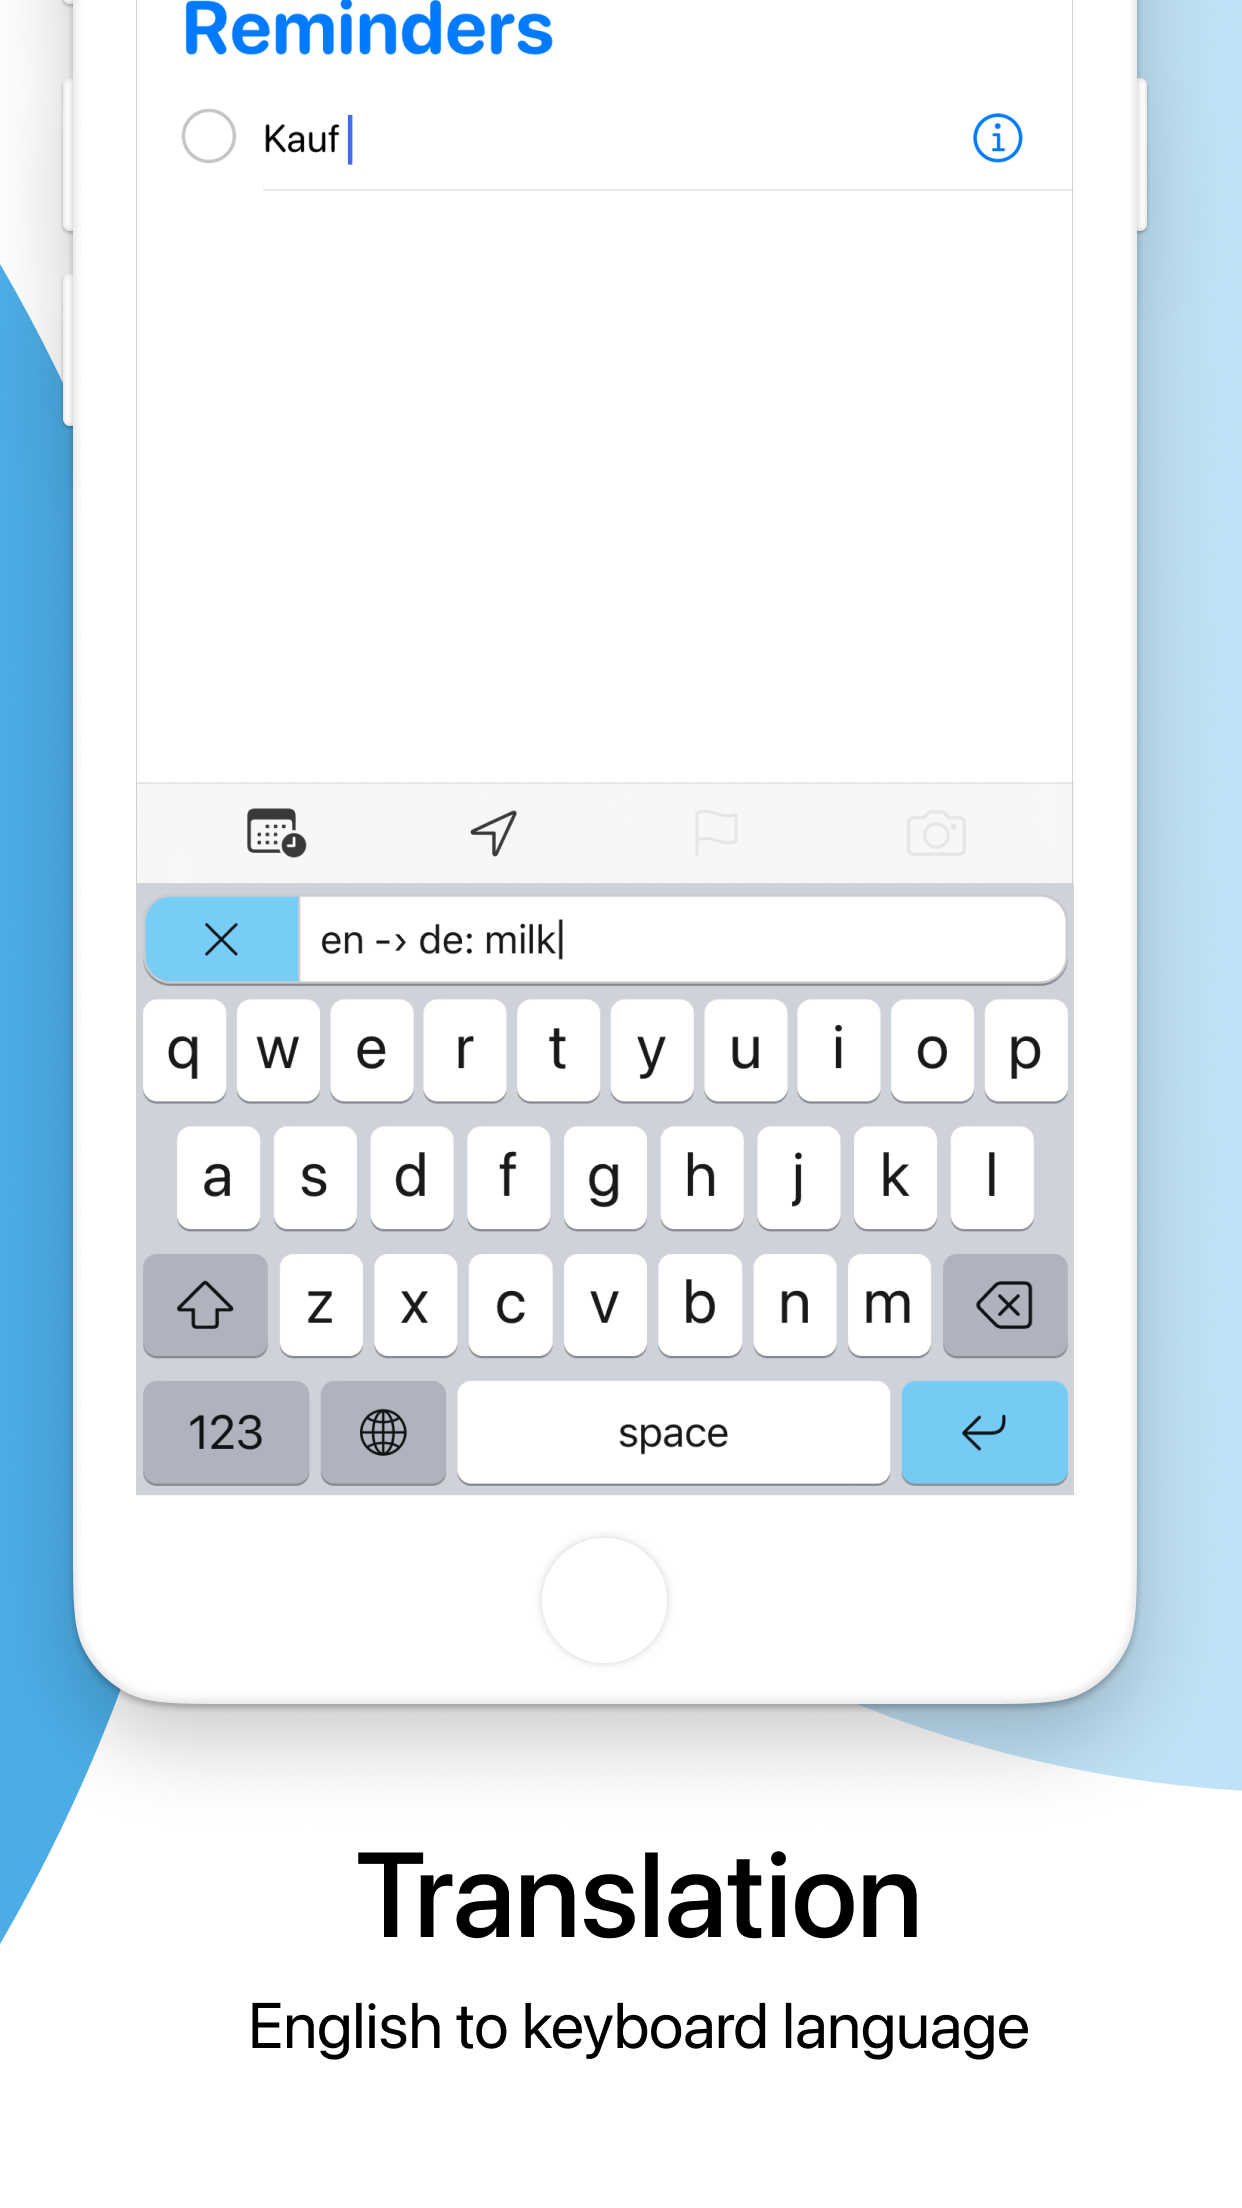 Reminders
Kauf
en -› de: milk
q w e r t y u i o p
a s d f g h j k l
z x c v b n m
123 space
Translation
English to keyboard language